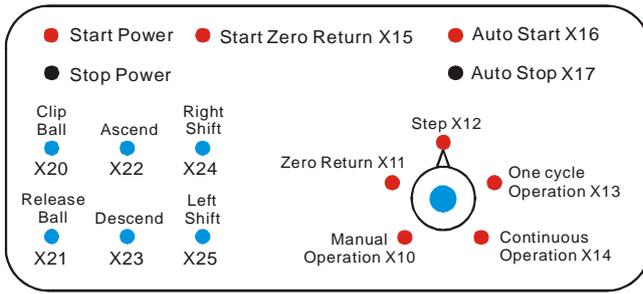 Start Power
Start Zero Return X15
Auto Start X16
Stop Power
Auto Stop X17
Clip
Ball
X20
Ascend
X22
Right
Shift
X24
Release
Ball
X21
Descend
X23
Left
Shift
X25
Step X12
Zero Return X11
One cycle
Operation X13
Manual
Operation X10
Continuous
Operation X14